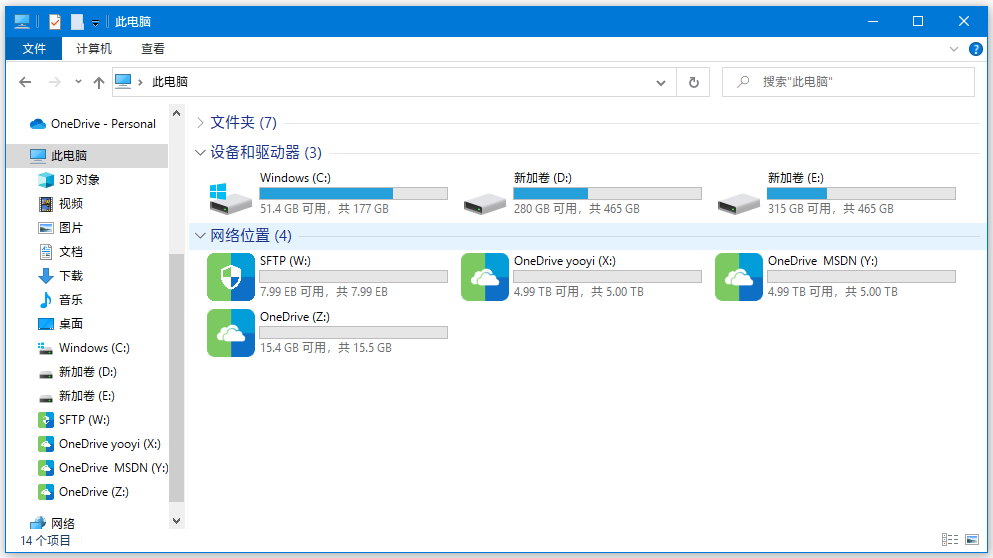 此电脑
文件 计算机 查看
此电脑 搜索"此电脑"
OneDrive - Personal
此电脑
3D 对象
视频
图片
文档
下载
音乐
桌面
Windows (C:)
新加卷 (D:)
新加卷 (E:)
SFTP (W:)
OneDrive yooyi (X:)
OneDrive  MSDN (Y:)
OneDrive (Z:)
网络
文件夹 (7)
设备和驱动器 (3)
Windows (C:)
51.4 GB 可用，共 177 GB
新加卷 (D:)
280 GB 可用，共 465 GB
新加卷 (E:)
315 GB 可用，共 465 GB
网络位置 (4)
SFTP (W:)
7.99 EB 可用，共 7.99 EB
OneDrive yooyi (X:)
4.99 TB 可用，共 5.00 TB
OneDrive  MSDN (Y:)
4.99 TB 可用，共 5.00 TB
OneDrive (Z:)
15.4 GB 可用，共 15.5 GB
14 个项目